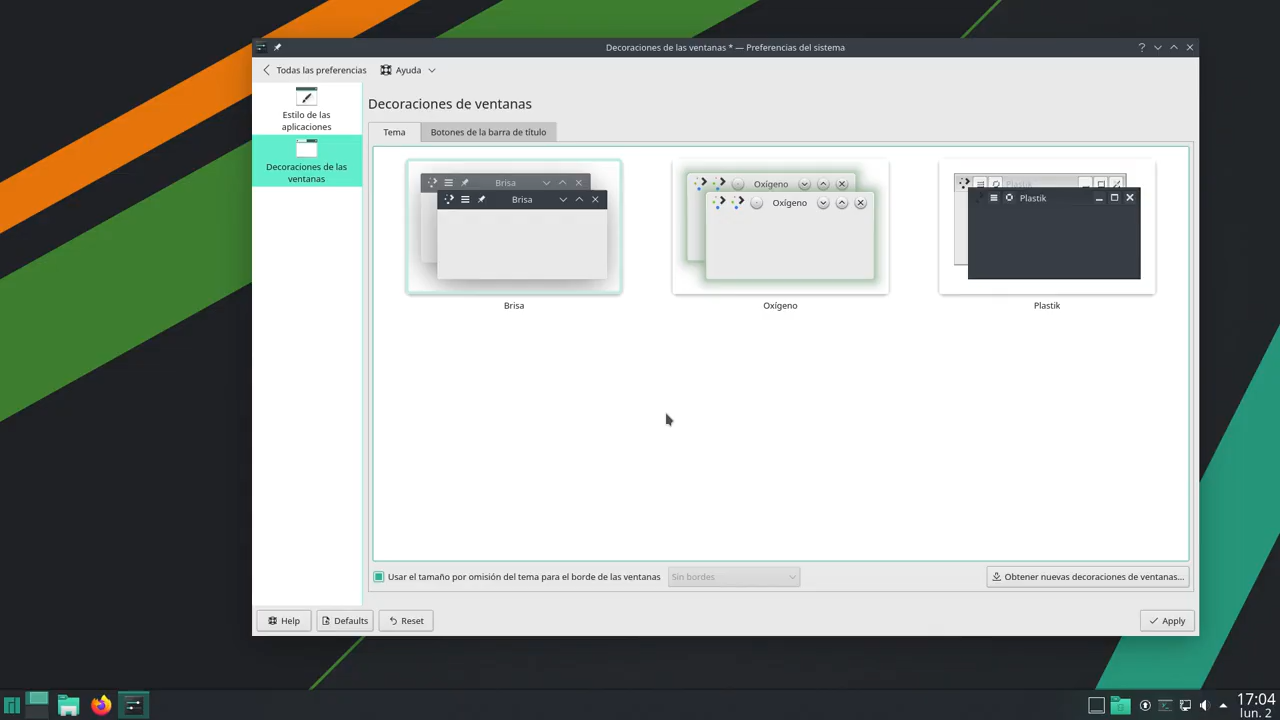 Decoraciones de las ventanas * — Preferencias del sistema
Todas las preferencias
Ayuda
Estilo de las
aplicaciones
Decoraciones de las
ventanas
Decoraciones de ventanas
Tema
Botones de la barra de título
Brisa
Brisa
Brisa
Oxígeno
Oxígeno
Oxígeno
Plastik
Plastik
Plastik
Usar el tamaño por omisión del tema para el borde de las ventanas
Sin bordes
Obtener nuevas decoraciones de ventanas...
Help
Defaults
Reset
Apply
17:04
lun. 2